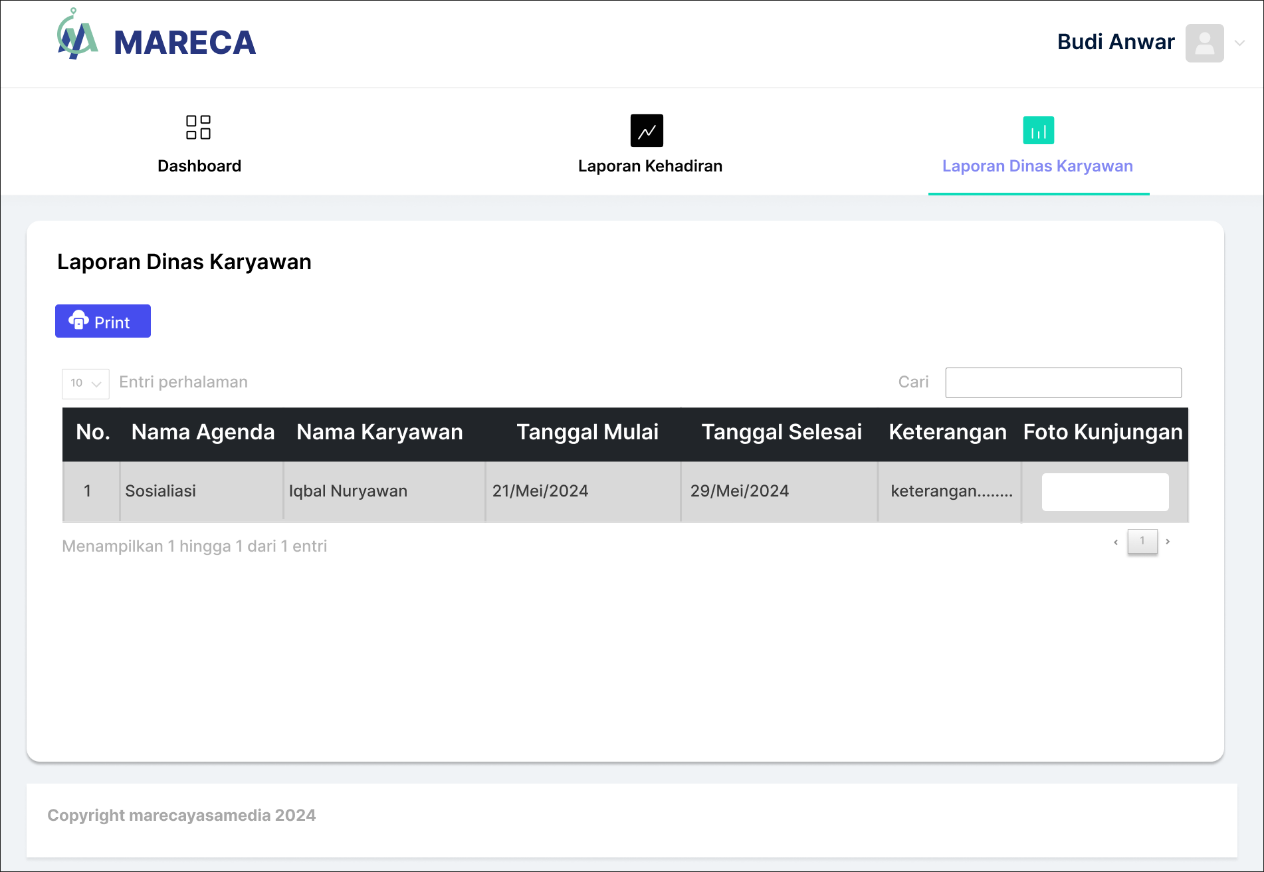 MARECA
Budi Anwar
Dashboard
Laporan Kehadiran
Laporan Dinas Karyawan
Laporan Dinas Karyawan
Print
10 Entri perhalaman
Cari
No. Nama Agenda Nama Karyawan Tanggal Mulai Tanggal Selesai Keterangan Foto Kunjungan
1 Sosialiasi Iqbal Nuryawan 21/Mei/2024 29/Mei/2024 keterangan........
Menampilkan 1 hingga 1 dari 1 entri
‹ 1 ›
Copyright marecayasamedia 2024